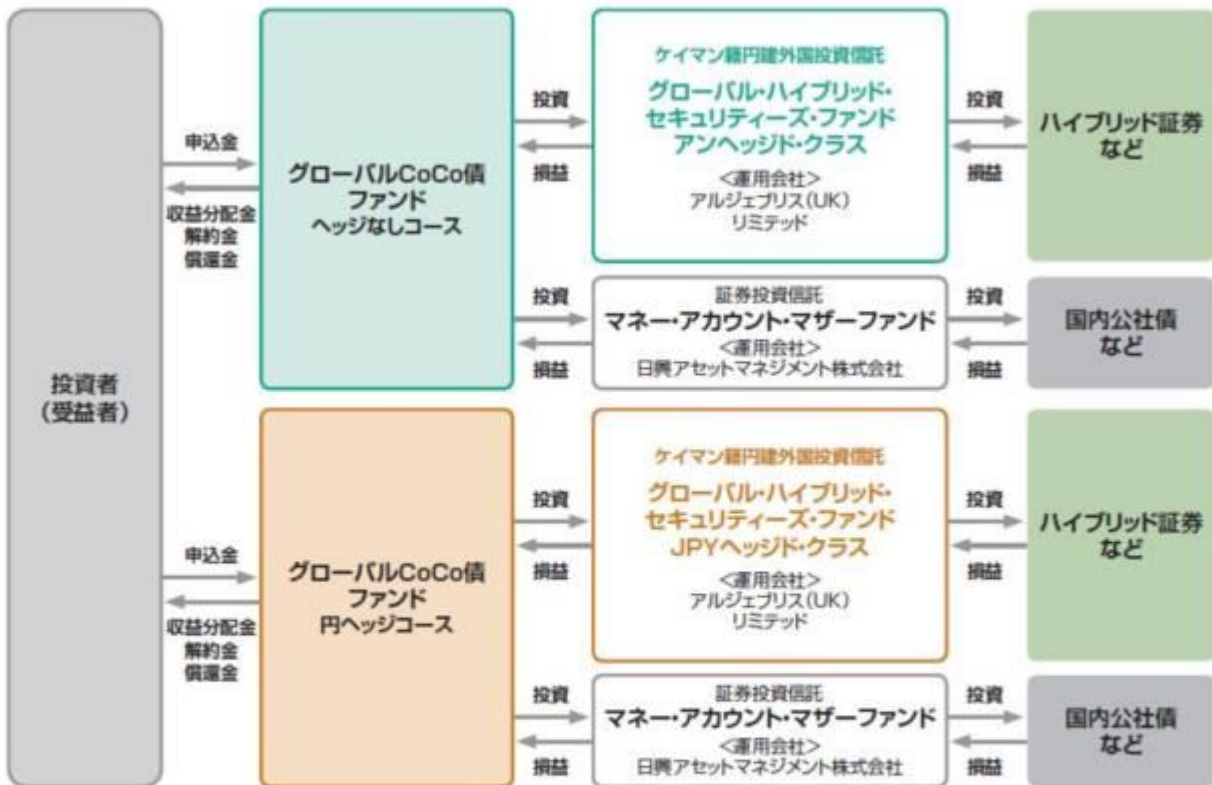 投資者
(受益者)
申込金
収益分配金
解約金
償還金
グローバルCoCo債
ファンド
ヘッジなしコース
投資
損益
ケイマン籍円建外国投資信託
グローバル・ハイブリッド・
セキュリティーズ・ファンド
アンヘッジド・クラス
<運用会社>
アルジェブリス(UK)
リミテッド
投資
損益
ハイブリッド証券
など
投資
損益
証券投資信託
マネー・アカウント・マザーファンド
<運用会社>
日興アセットマネジメント株式会社
投資
損益
国内公社債
など
申込金
収益分配金
解約金
償還金
グローバルCoCo債
ファンド
円ヘッジコース
投資
損益
ケイマン籍円建外国投資信託
グローバル・ハイブリッド・
セキュリティーズ・ファンド
JPYヘッジド・クラス
<運用会社>
アルジェブリス(UK)
リミテッド
投資
損益
ハイブリッド証券
など
投資
損益
証券投資信託
マネー・アカウント・マザーファンド
<運用会社>
日興アセットマネジメント株式会社
投資
損益
国内公社債
など